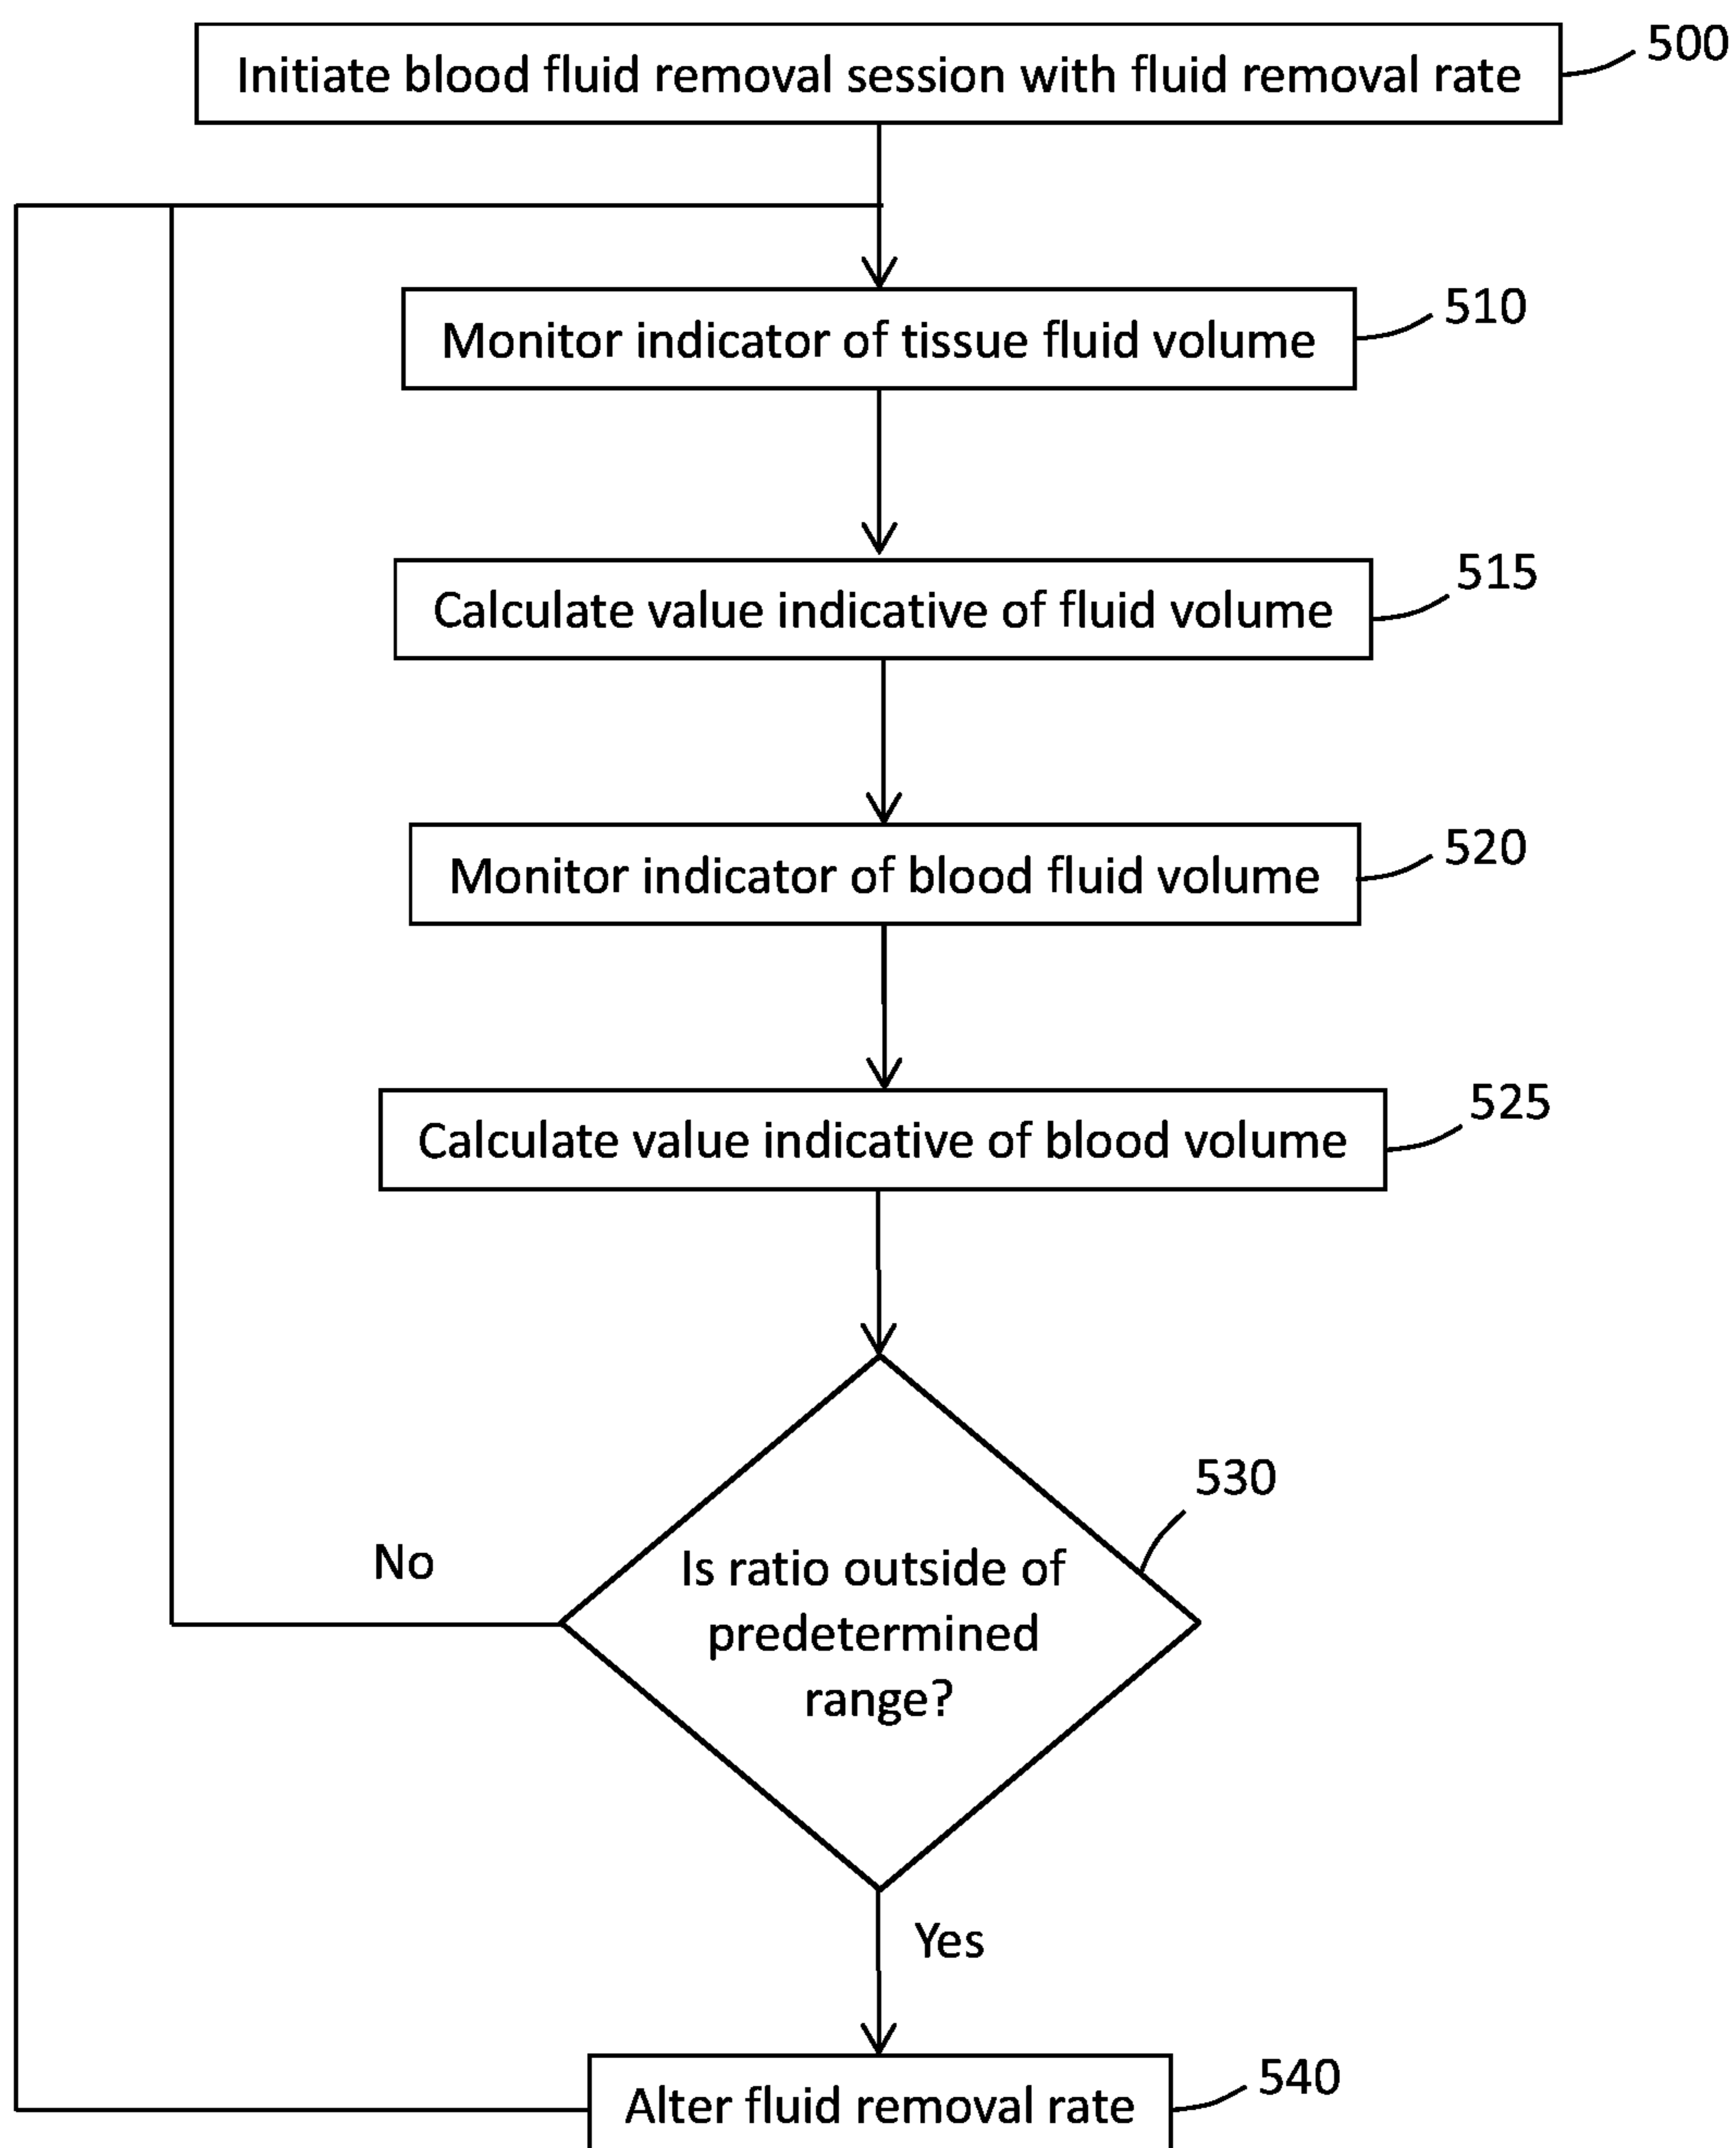 Initiate blood fluid removal session with fluid removal rate
500
Monitor indicator of tissue fluid volume
510
Calculate value indicative of fluid volume
515
Monitor indicator of blood fluid volume
520
Calculate value indicative of blood volume
525
530
Is ratio outside of
predetermined
range?
No
Yes
Alter fluid removal rate
540